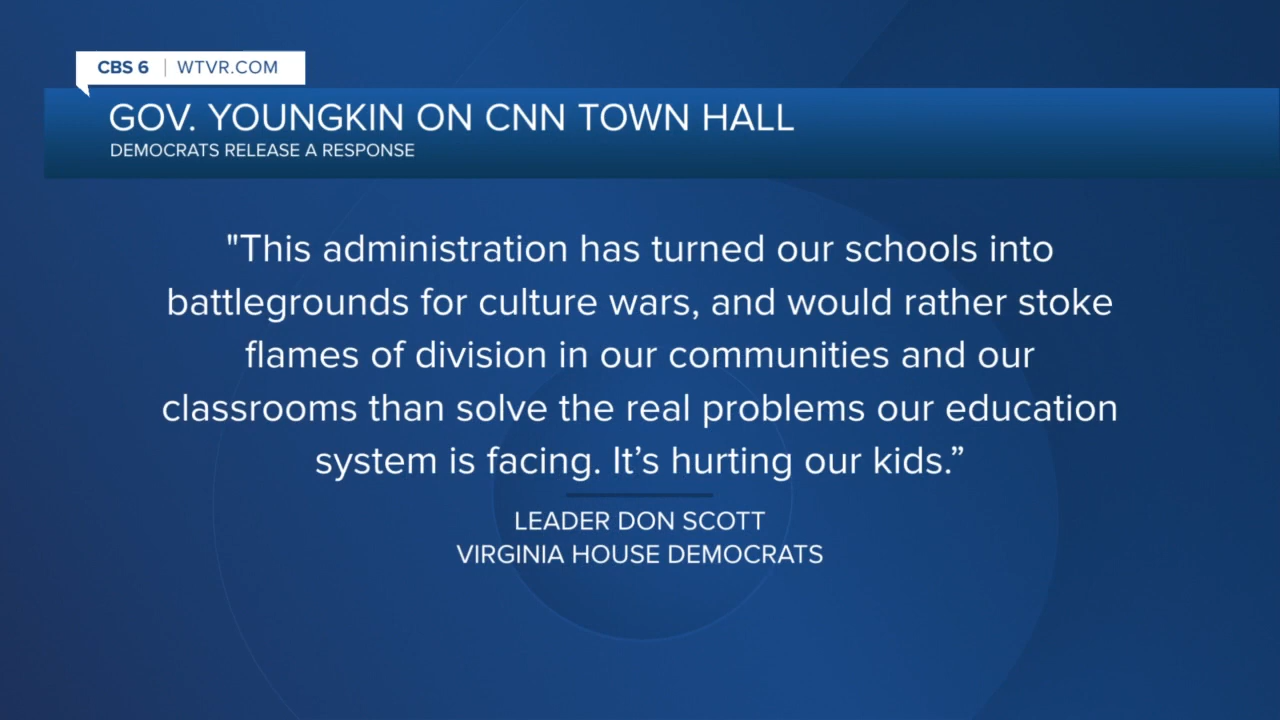 CBS 6 | WTVR.COM
GOV. YOUNGKIN ON CNN TOWN HALL
DEMOCRATS RELEASE A RESPONSE
"This administration has turned our schools into
battlegrounds for culture wars, and would rather stoke
flames of division in our communities and our
classrooms than solve the real problems our education
system is facing. It’s hurting our kids.”
LEADER DON SCOTT
VIRGINIA HOUSE DEMOCRATS